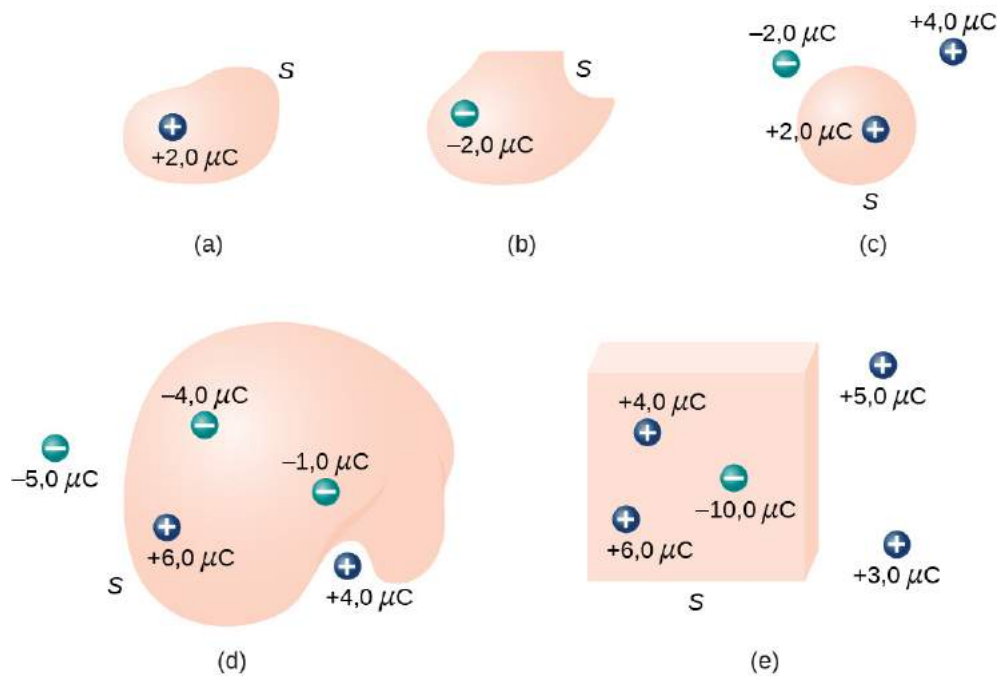 S
+2,0 μC
(a)
S
–2,0 μC
(b)
–2,0 μC
+4,0 μC
+2,0 μC
S
(c)
–4,0 μC
–5,0 μC
–1,0 μC
+6,0 μC
S
+4,0 μC
(d)
+5,0 μC
+4,0 μC
–10,0 μC
+6,0 μC
+3,0 μC
S
(e)